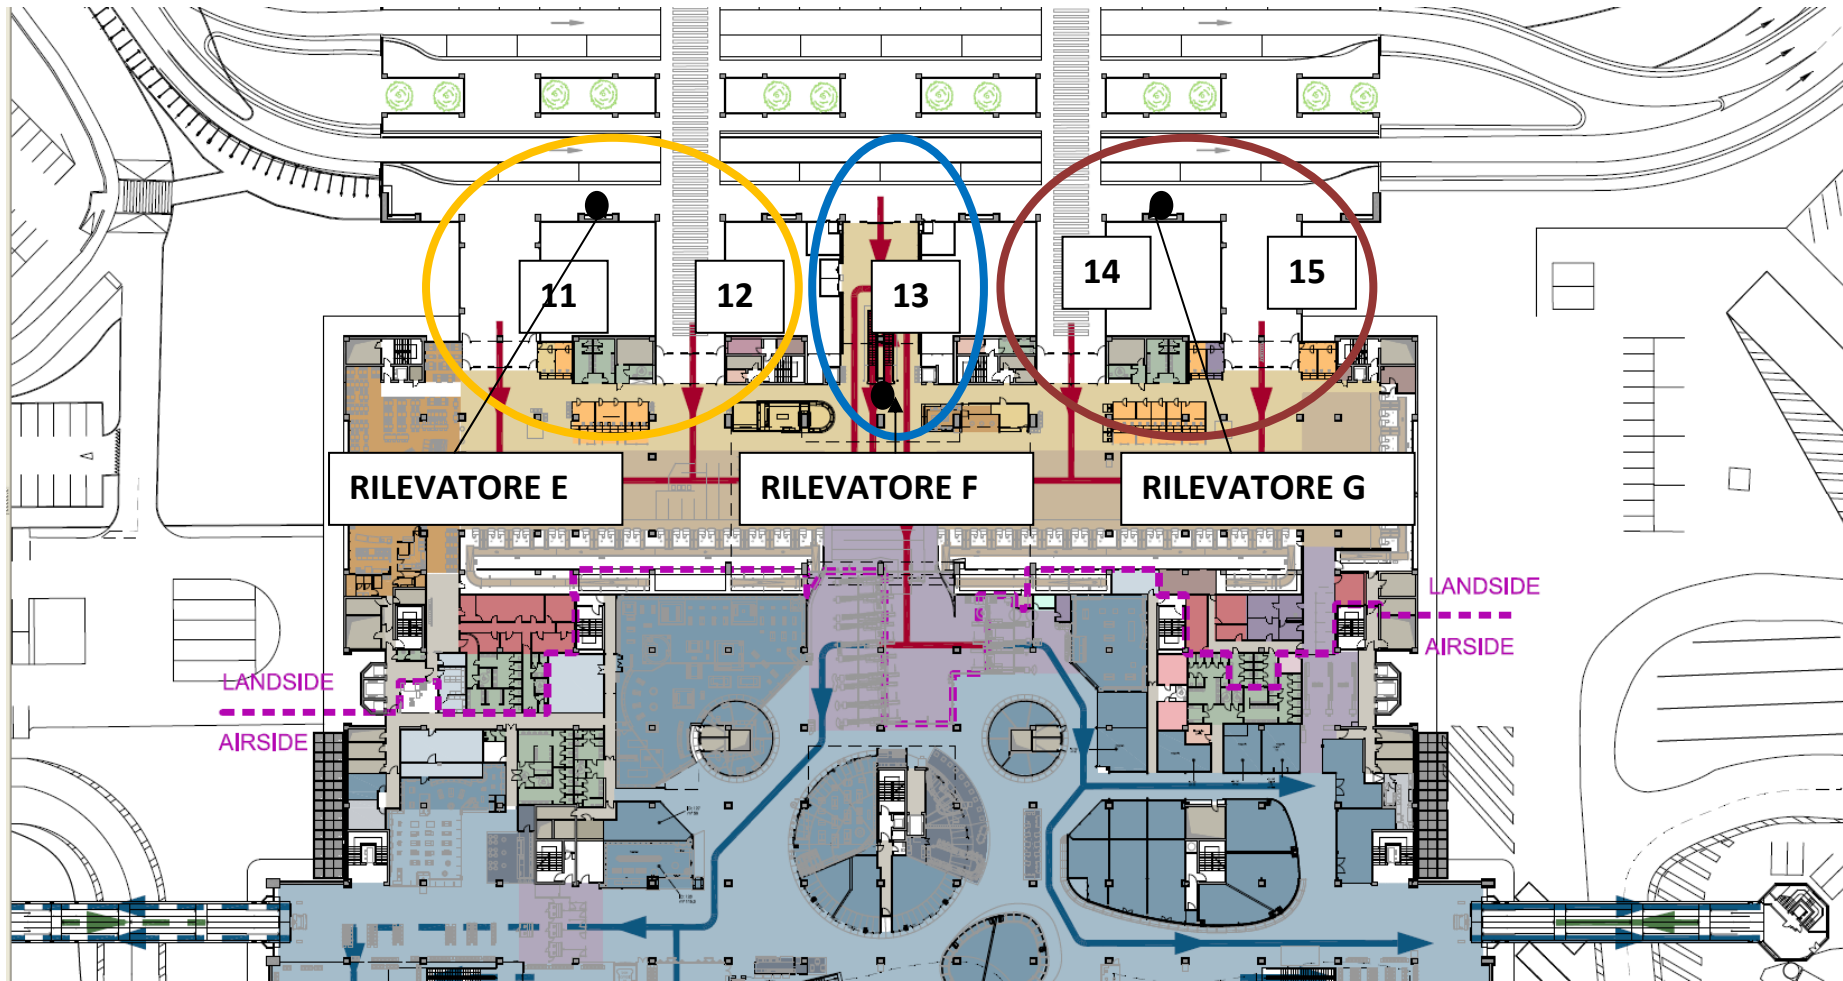 14
15
11
12
13
RILEVATORE E
RILEVATORE F
RILEVATORE G
LANDSIDE
AIRSIDE
LANDSIDE
AIRSIDE